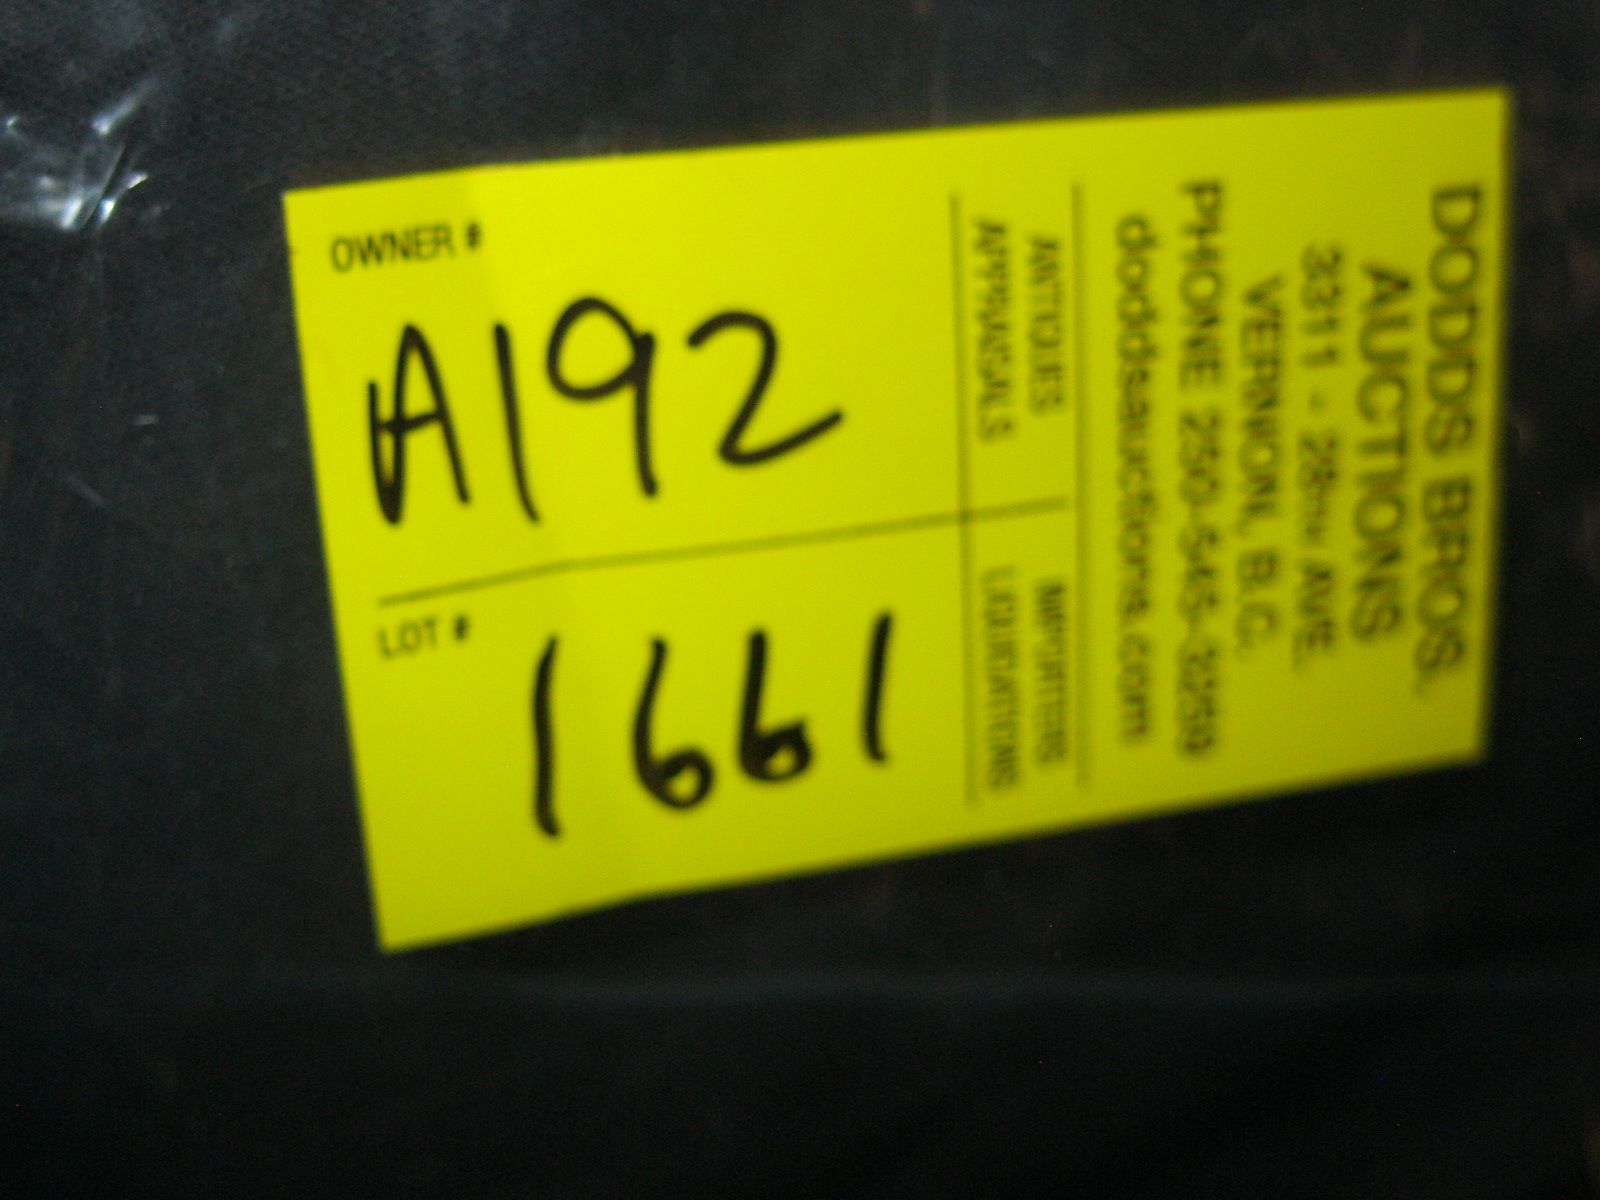 OWNER #
A192
LOT #
1661
ANTIQUES
APPRAISALS
IMPORTERS
LIQUIDATIONS
DODDS BROS.
AUCTIONS
3311 - 28TH AVE.
VERNON, B.C.
PHONE 250-545-3259
doddsauctions.com